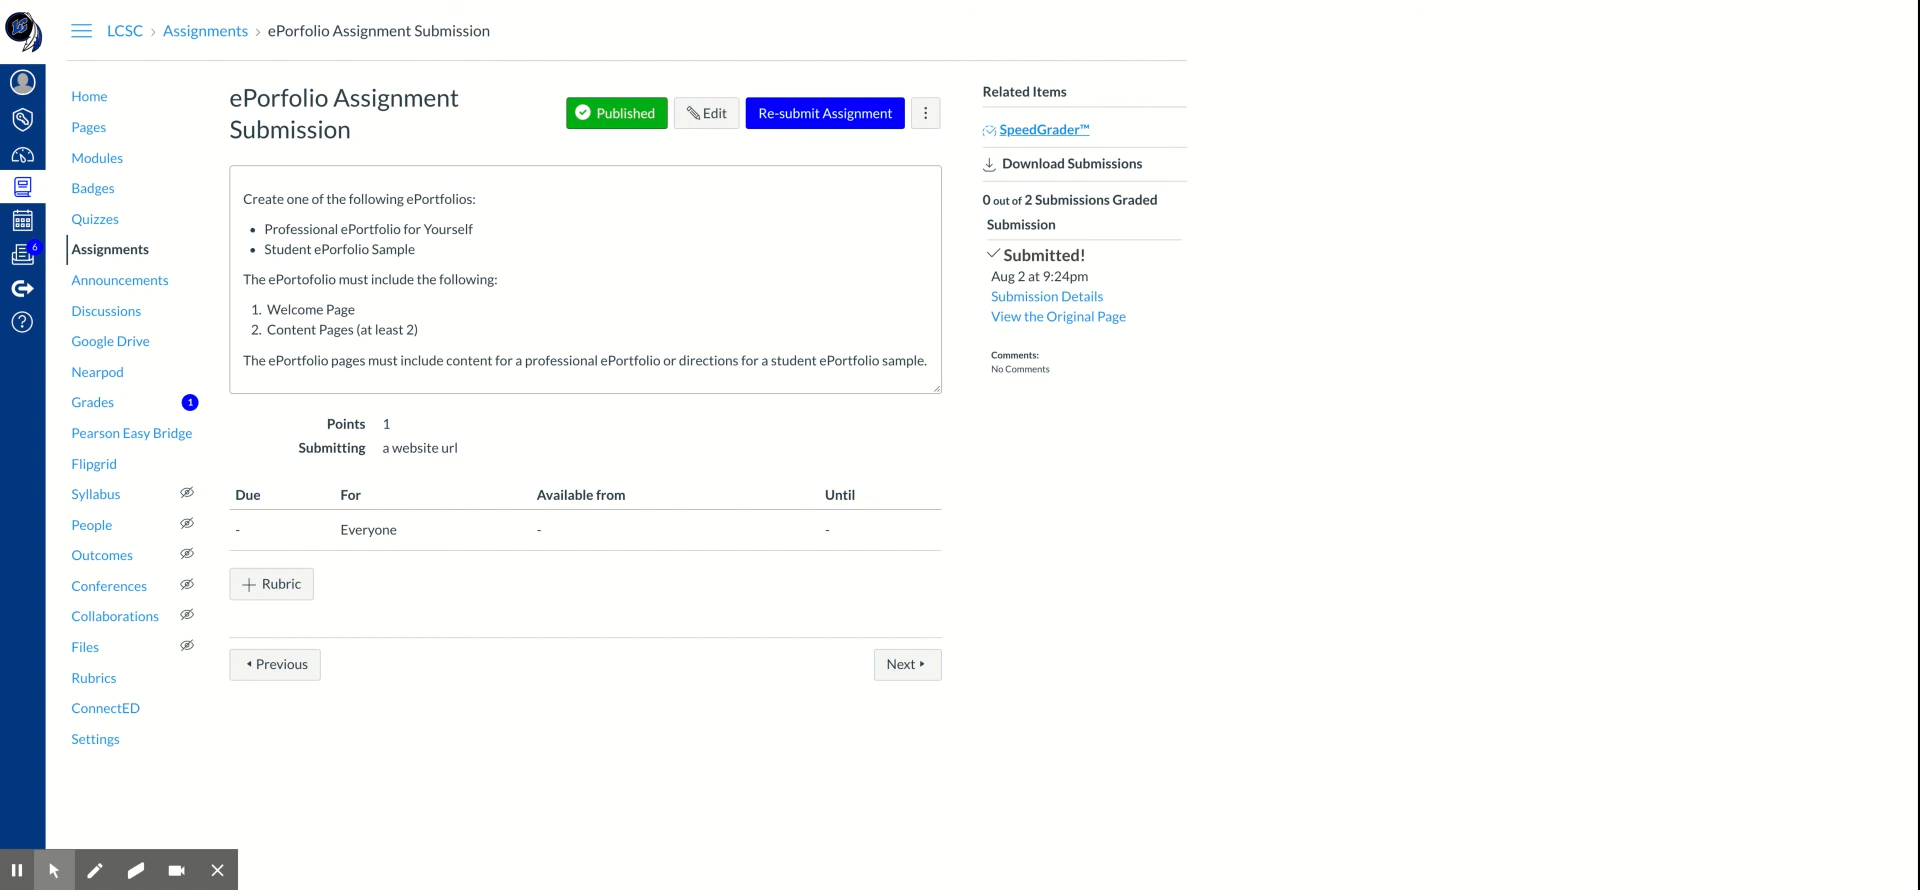 LCSC › Assignments › ePorfolio Assignment Submission
6
Home
Pages
Modules
Badges
Quizzes
Assignments
Announcements
Discussions
Google Drive
Nearpod
Grades 1
Pearson Easy Bridge
Flipgrid
Syllabus
People
Outcomes
Conferences
Collaborations
Files
Rubrics
ConnectED
Settings
ePorfolio Assignment
Submission
Published Edit Re-submit Assignment
Create one of the following ePortfolios:
• Professional ePortfolio for Yourself
• Student ePorfolio Sample
The ePortofolio must include the following:
1. Welcome Page
2. Content Pages (at least 2)
The ePortfolio pages must include content for a professional ePortfolio or directions for a student ePortfolio sample.
Points 1
Submitting a website url
Due For Available from Until
- Everyone - -
+ Rubric
Previous Next
Related Items
SpeedGrader™
Download Submissions
0 out of 2 Submissions Graded
Submission
Submitted!
Aug 2 at 9:24pm
Submission Details
View the Original Page
Comments:
No Comments